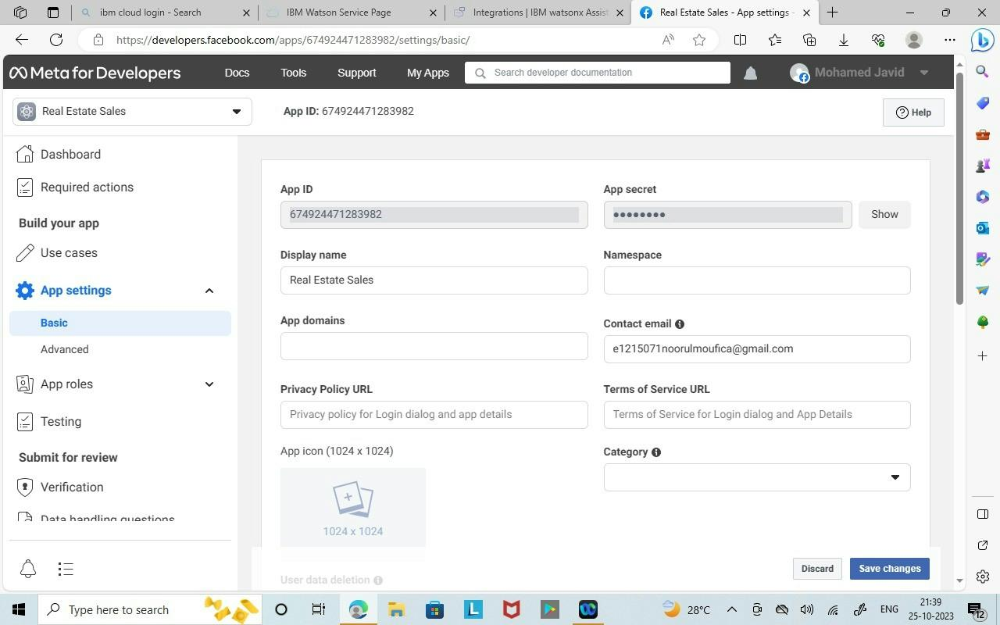 ibm cloud login - Search
IBM Watson Service Page
Integrations | IBM watsonx Assist
Real Estate Sales - App settings -
https://developers.facebook.com/apps/674924471283982/settings/basic/
Meta for Developers
Docs
Tools
Support
My Apps
Search developer documentation
Mohamed Javid
Real Estate Sales
App ID: 674924471283982
Help
Dashboard
Required actions
Build your app
Use cases
App settings
Basic
Advanced
App roles
Testing
Submit for review
Verification
Data handling questions
App ID
674924471283982
App secret
●●●●●●●●
Show
Display name
Real Estate Sales
Namespace
App domains
Contact email
e1215071noorulmoufica@gmail.com
Privacy Policy URL
Privacy policy for Login dialog and app details
Terms of Service URL
Terms of Service for Login dialog and App Details
App icon (1024 x 1024)
1024 x 1024
Category
User data deletion
Discard
Save changes
Type here to search
28°C
ENG
21:39
25-10-2023
12